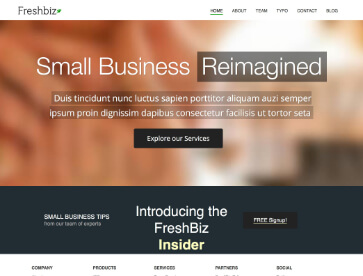 Freshbiz
HOME ABOUT TEAM TYPO CONTACT BLOG
Small Business Reimagined
Duis tincidunt nunc luctus sapien porttitor aliquam auzi semper
ipsum proin dignissim dapibus consectetur facilisis ut tortor seta
Explore our Services
SMALL BUSINESS TIPS
from our team of experts
Introducing the
FreshBiz
Insider
FREE Signup!
COMPANY PRODUCTS SERVICES PARTNERS SOCIAL